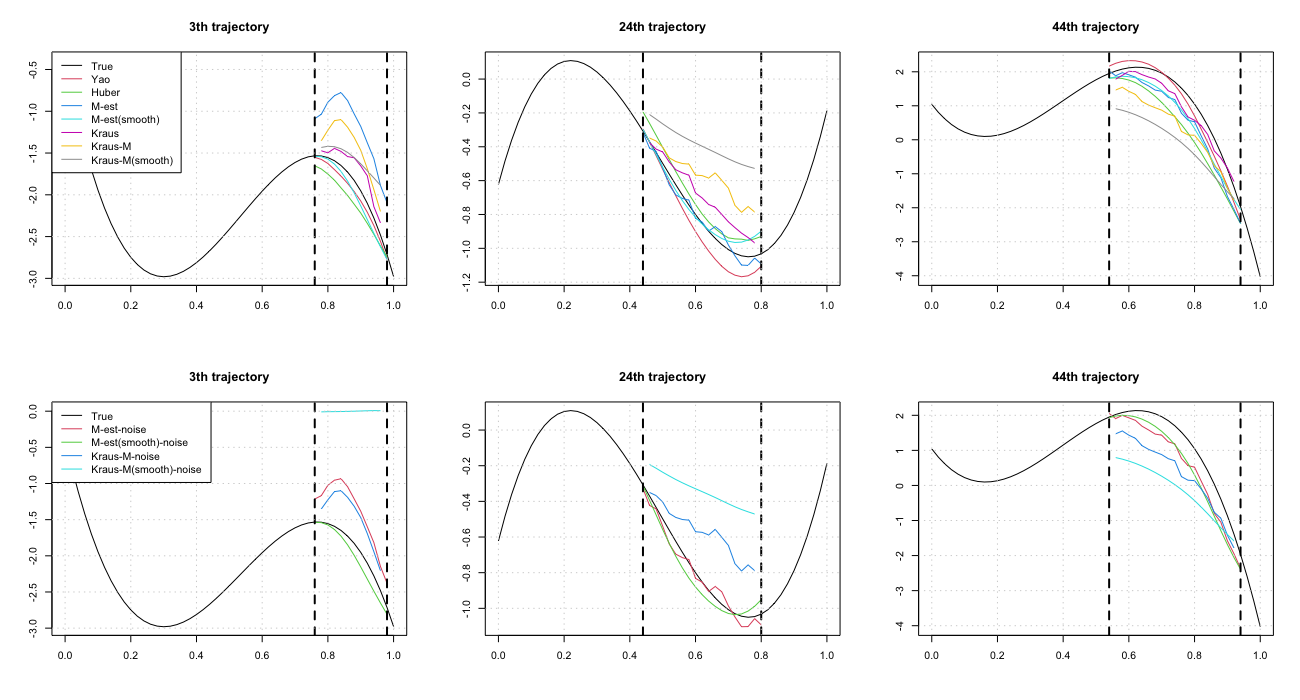 3th trajectory
-0.5
-1.0
-1.5
-2.0
-2.5
-3.0
True
Yao
Huber
M-est
M-est(smooth)
Kraus
Kraus-M
Kraus-M(smooth)
0.0 0.2 0.4 0.6 0.8 1.0
24th trajectory
0.0
-0.2
-0.4
-0.6
-0.8
-1.0
-1.2
0.0 0.2 0.4 0.6 0.8 1.0
44th trajectory
2
1
0
-1
-2
-3
-4
0.0 0.2 0.4 0.6 0.8 1.0
3th trajectory
0.0
-0.5
-1.0
-1.5
-2.0
-2.5
-3.0
True
M-est-noise
M-est(smooth)-noise
Kraus-M-noise
Kraus-M(smooth)-noise
0.0 0.2 0.4 0.6 0.8 1.0
24th trajectory
0.0
-0.2
-0.4
-0.6
-0.8
-1.0
0.0 0.2 0.4 0.6 0.8 1.0
44th trajectory
2
1
0
-1
-2
-3
-4
0.0 0.2 0.4 0.6 0.8 1.0